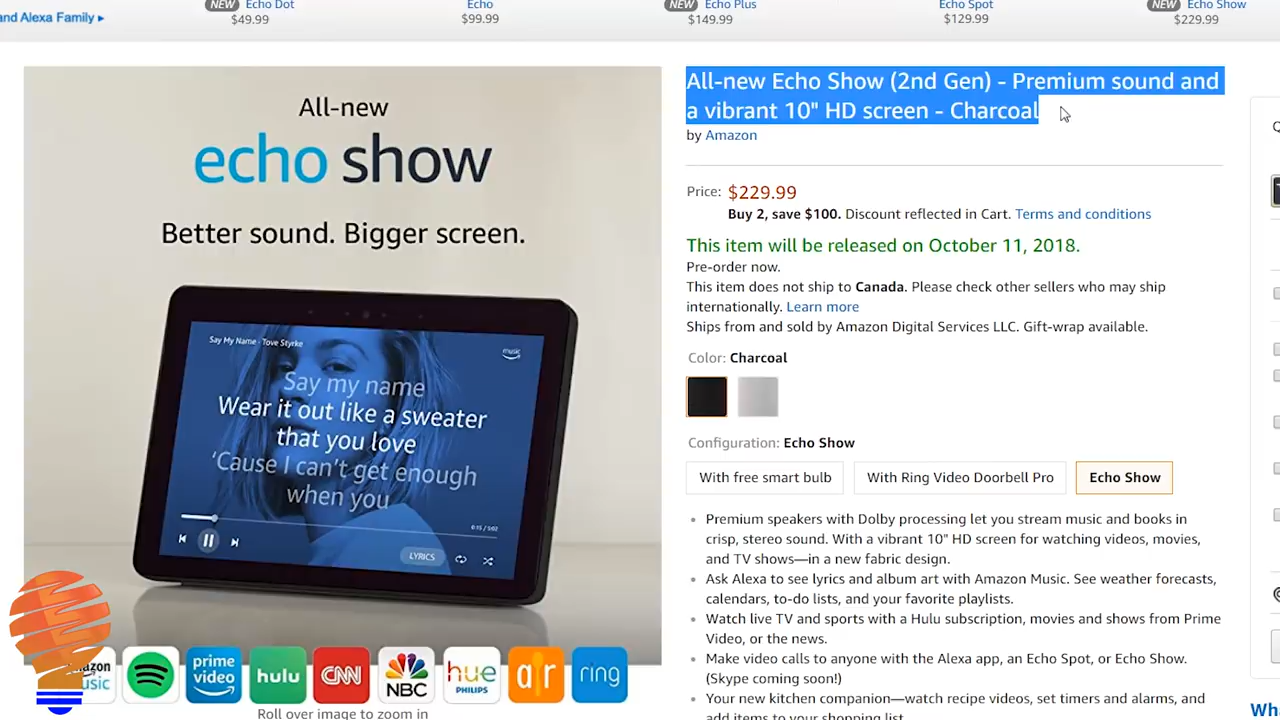 and Alexa Family ▸
NEW Echo Dot
$49.99
Echo
$99.99
NEW Echo Plus
$149.99
Echo Spot
$129.99
NEW Echo Show
$229.99
All-new
echo show
Better sound. Bigger screen.
Say My Name - Tove Styrke
music
Say my name
Wear it out like a sweater
that you love
'Cause I can't get enough
when you
0:15 / 5:02
LYRICS
music
prime
video
hulu
CNN
NBC
hue
PHILIPS
air
ring
Roll over image to zoom in
All-new Echo Show (2nd Gen) - Premium sound and
a vibrant 10" HD screen - Charcoal
by Amazon
Price: $229.99
Buy 2, save $100. Discount reflected in Cart. Terms and conditions
This item will be released on October 11, 2018.
Pre-order now.
This item does not ship to Canada. Please check other sellers who may ship
internationally. Learn more
Ships from and sold by Amazon Digital Services LLC. Gift-wrap available.
Color: Charcoal
Configuration: Echo Show
With free smart bulb
With Ring Video Doorbell Pro
Echo Show
• Premium speakers with Dolby processing let you stream music and books in
crisp, stereo sound. With a vibrant 10" HD screen for watching videos, movies,
and TV shows—in a new fabric design.
• Ask Alexa to see lyrics and album art with Amazon Music. See weather forecasts,
calendars, to-do lists, and your favorite playlists.
• Watch live TV and sports with a Hulu subscription, movies and shows from Prime
Video, or the news.
• Make video calls to anyone with the Alexa app, an Echo Spot, or Echo Show.
(Skype coming soon!)
• Your new kitchen companion—watch recipe videos, set timers and alarms, and
add items to your shopping list.